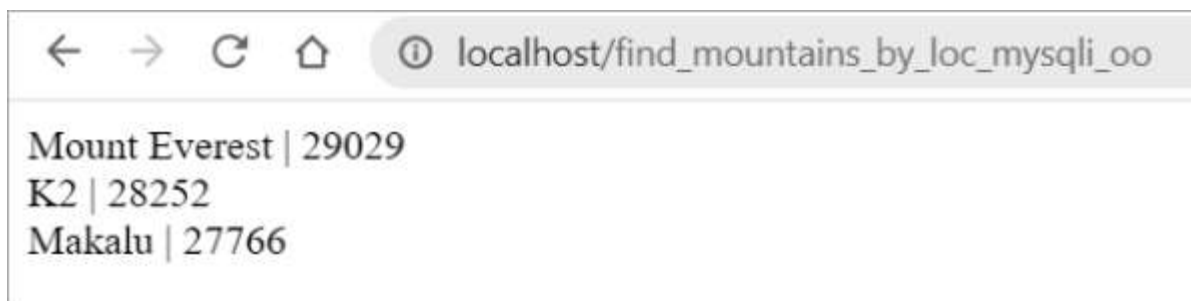 localhost/find_mountains_by_loc_mysqli_oo
Mount Everest | 29029
K2 | 28252
Makalu | 27766